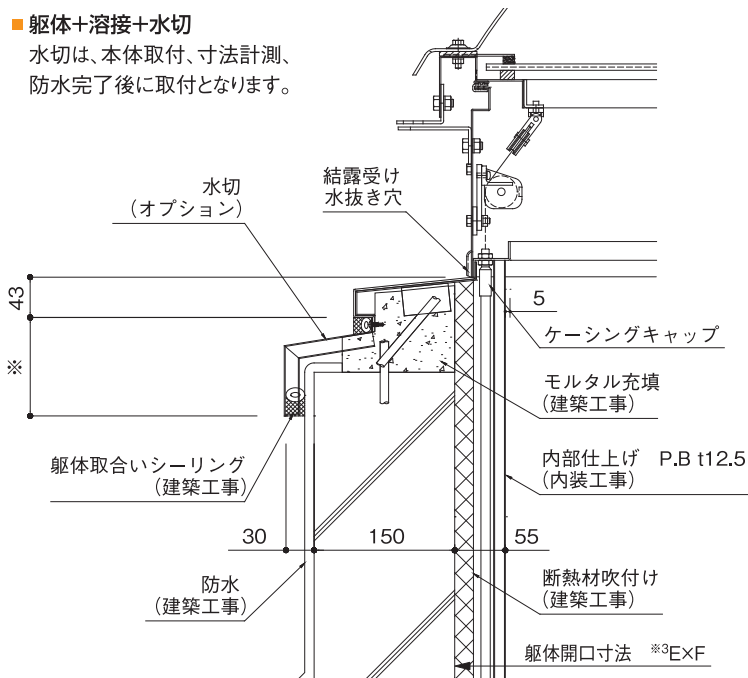 ■ 躯体+溶接+水切
水切は、本体取付、寸法計測、
防水完了後に取付となります。
水切
(オプション)
結露受け
水抜き穴
43
※
5
ケーシングキャップ
モルタル充填
(建築工事)
躯体取合いシーリング
(建築工事)
内部仕上げ P.B t12.5
(内装工事)
30
150
55
防水
(建築工事)
断熱材吹付け
(建築工事)
躯体開口寸法 ※3E×F